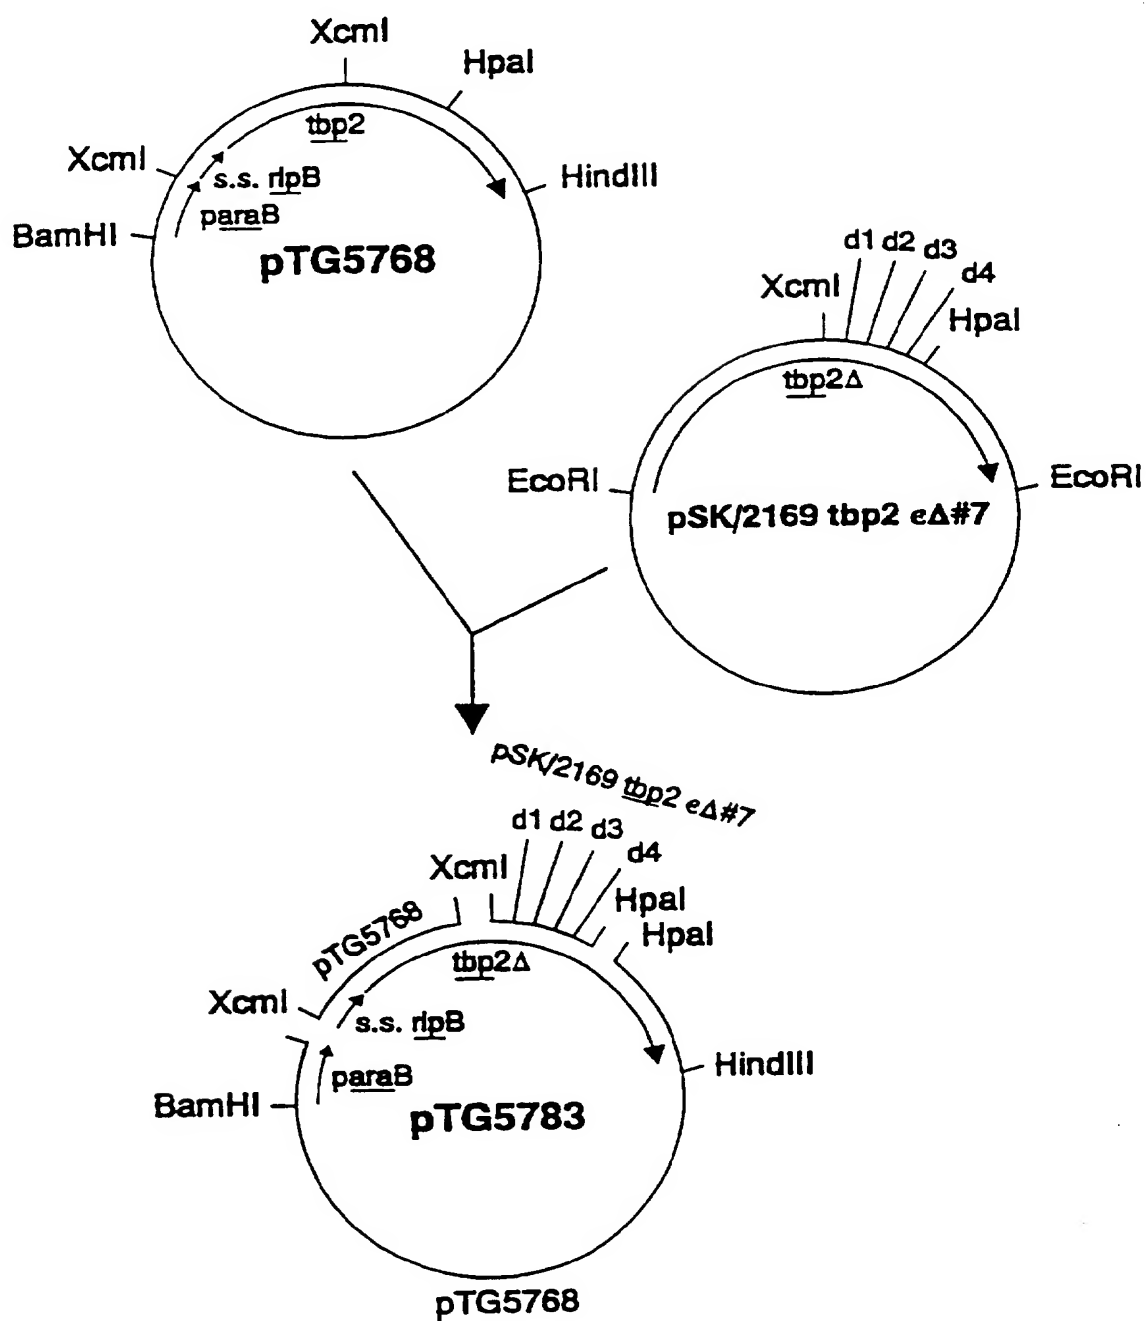 XcmI
HpaI
tbp2
XcmI
s.s. rlpB
HindIII
paraB
BamHI
pTG5768
d1
d2
d3
d4
XcmI
HpaI
tbp2Δ
EcoRI
EcoRI
pSK/2169 tbp2 eΔ#7
pSK/2169 tbp2 eΔ#7
d1
d2
d3
d4
XcmI
HpaI
HpaI
pTG5768
tbp2Δ
XcmI
s.s. rlpB
HindIII
paraB
BamHI
pTG5783
pTG5768